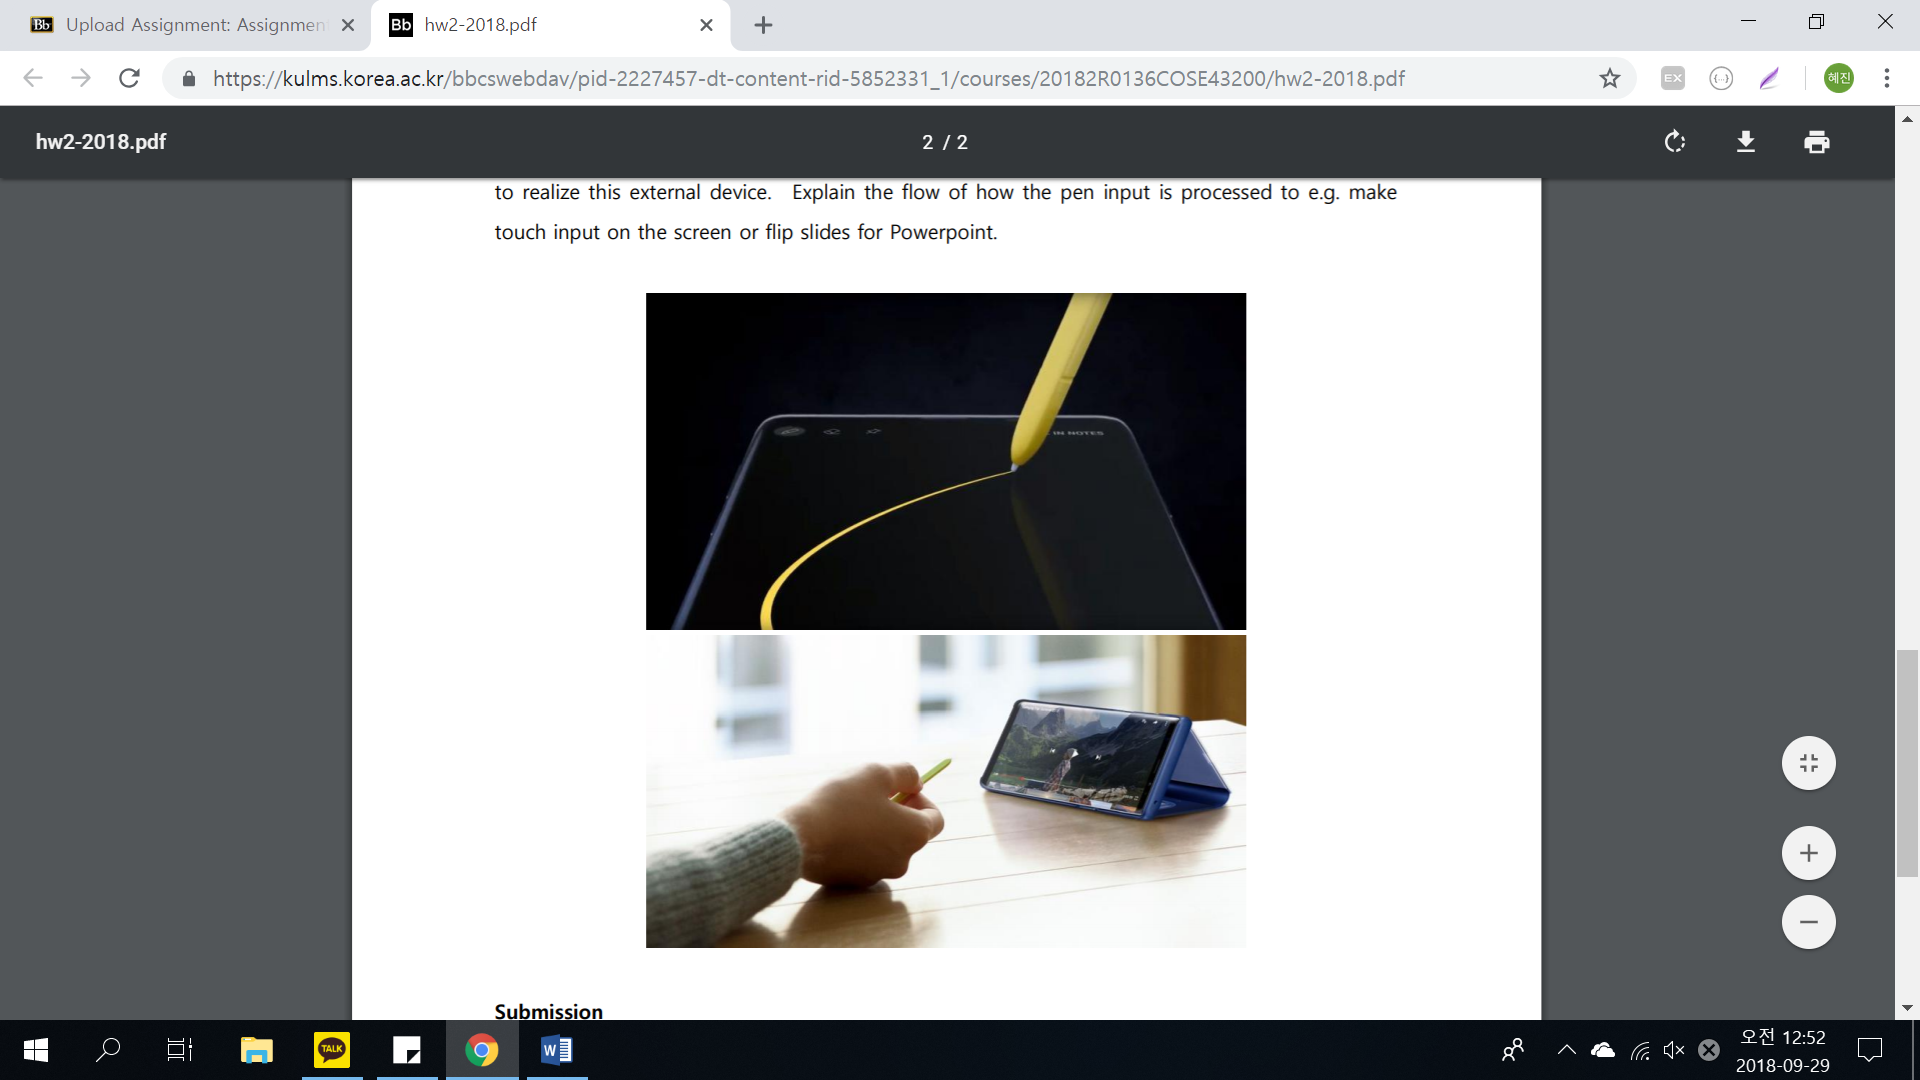 Upload Assignment: Assignmen
hw2-2018.pdf
https://kulms.korea.ac.kr/bbcswebdav/pid-2227457-dt-content-rid-5852331_1/courses/20182R0136COSE43200/hw2-2018.pdf
EX
혜진
hw2-2018.pdf
2 / 2
to realize this external device. Explain the flow of how the pen input is processed to e.g. make
touch input on the screen or flip slides for Powerpoint.
IN NOTES
Submission
TALK
오전 12:52
2018-09-29